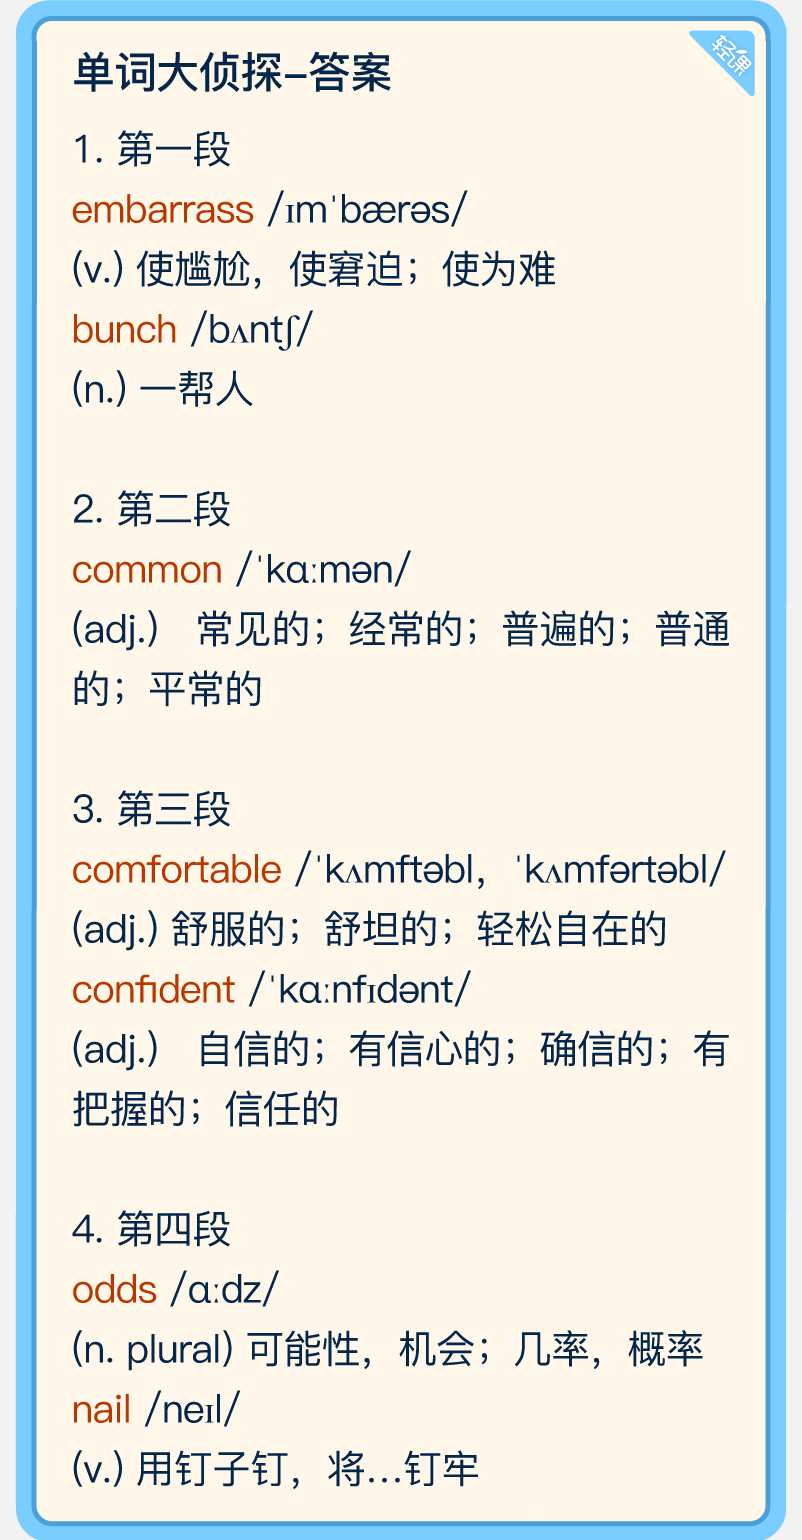 单词大侦探–答案
轻课
1. 第一段
embarrass /ɪmˈbærəs/
(v.) 使尴尬，使窘迫；使为难
bunch /bʌntʃ/
(n.) 一帮人
2. 第二段
common /ˈkɑːmən/
(adj.) 常见的；经常的；普遍的；普通
的；平常的
3. 第三段
comfortable /ˈkʌmftəbl，ˈkʌmfərtəbl/
(adj.) 舒服的；舒坦的；轻松自在的
confident /ˈkɑːnfɪdənt/
(adj.) 自信的；有信心的；确信的；有
把握的；信任的
4. 第四段
odds /ɑːdz/
(n. plural) 可能性，机会；几率，概率
nail /neɪl/
(v.) 用钉子钉，将…钉牢